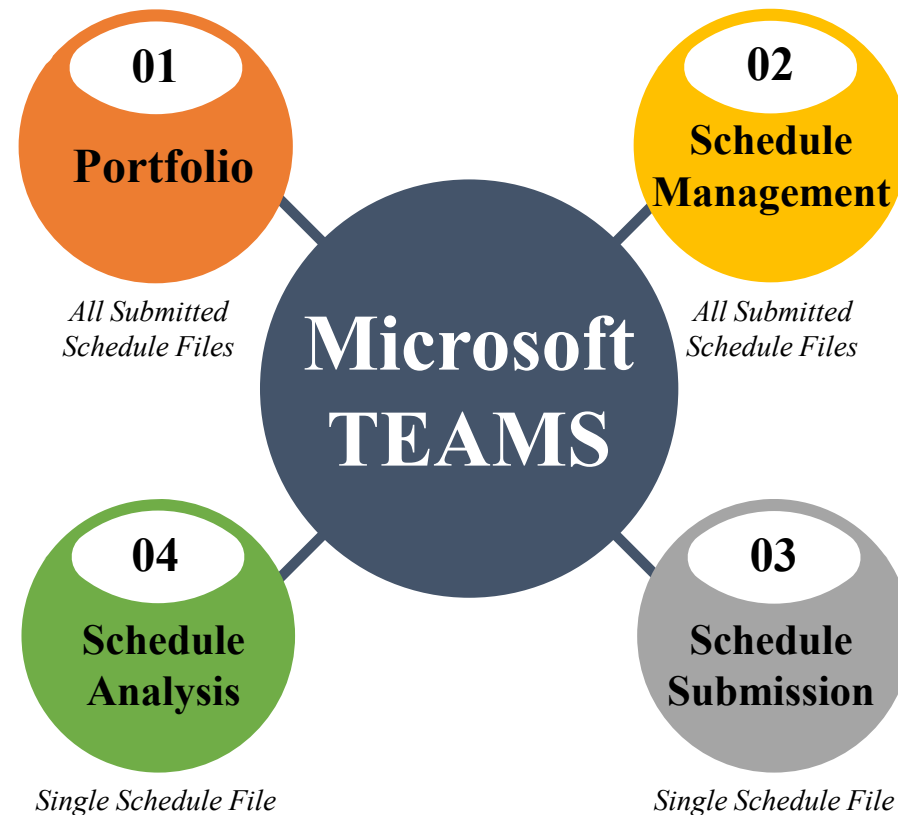 01
Portfolio
All Submitted
Schedule Files
02
Schedule
Management
All Submitted
Schedule Files
Microsoft
TEAMS
04
Schedule
Analysis
Single Schedule File
03
Schedule
Submission
Single Schedule File